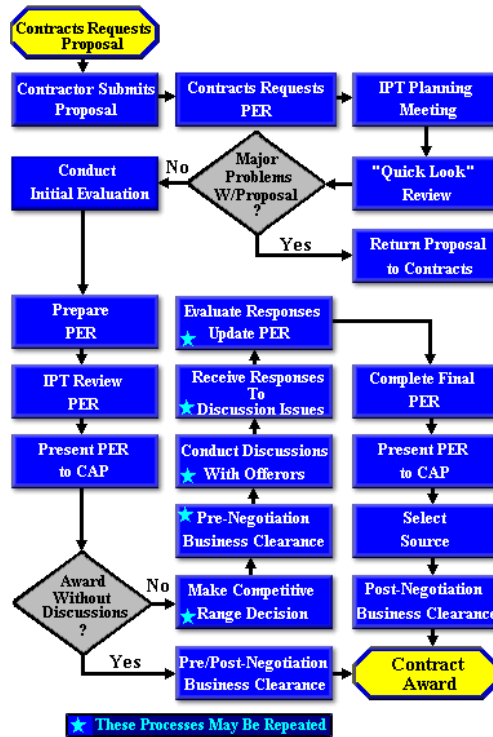 Contracts Requests
Proposal
Contractor Submits
Proposal
Contracts Requests
PER
IPT Planning
Meeting
Conduct
Initial Evaluation
No
Major
Problems
W/Proposal
?
"Quick Look"
Review
Yes
Return Proposal
to Contracts
Prepare
PER
Evaluate Responses
Update PER
IPT Review
PER
Receive Responses
To
Discussion Issues
Complete Final
PER
Present PER
to CAP
Conduct Discussions
With Offerors
Present PER
to CAP
Pre-Negotiation
Business Clearance
Select
Source
Award
Without
Discussions
?
No
Make Competitive
Range Decision
Post-Negotiation
Business Clearance
Yes
Pre/Post-Negotiation
Business Clearance
Contract
Award
These Processes May Be Repeated